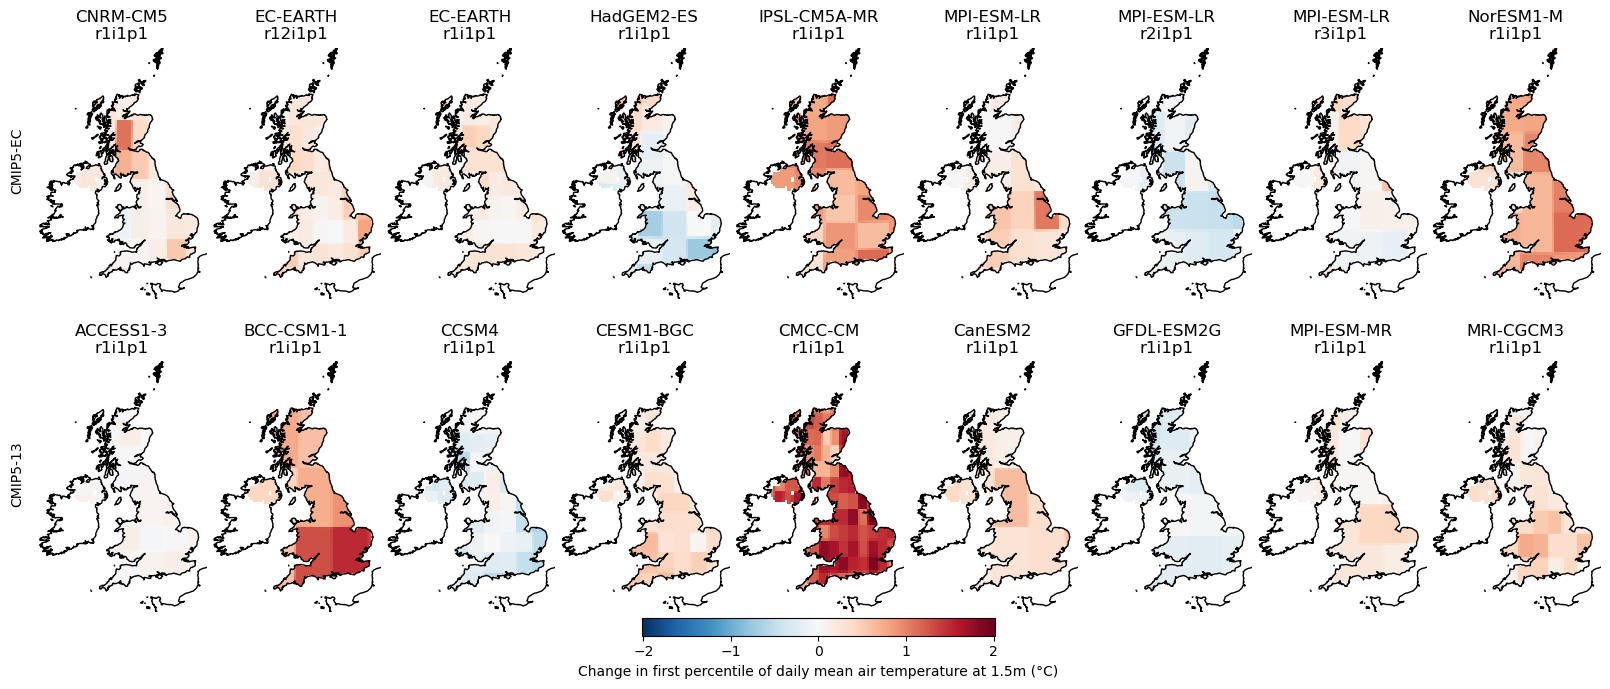 CNRM-CM5
r1i1p1
EC-EARTH
r12i1p1
EC-EARTH
r1i1p1
HadGEM2-ES
r1i1p1
IPSL-CM5A-MR
r1i1p1
MPI-ESM-LR
r1i1p1
MPI-ESM-LR
r2i1p1
MPI-ESM-LR
r3i1p1
NorESM1-M
r1i1p1
CMIP5-EC
ACCESS1-3
r1i1p1
BCC-CSM1-1
r1i1p1
CCSM4
r1i1p1
CESM1-BGC
r1i1p1
CMCC-CM
r1i1p1
CanESM2
r1i1p1
GFDL-ESM2G
r1i1p1
MPI-ESM-MR
r1i1p1
MRI-CGCM3
r1i1p1
CMIP5-13
−2 −1 0 1 2
Change in first percentile of daily mean air temperature at 1.5m (°C)